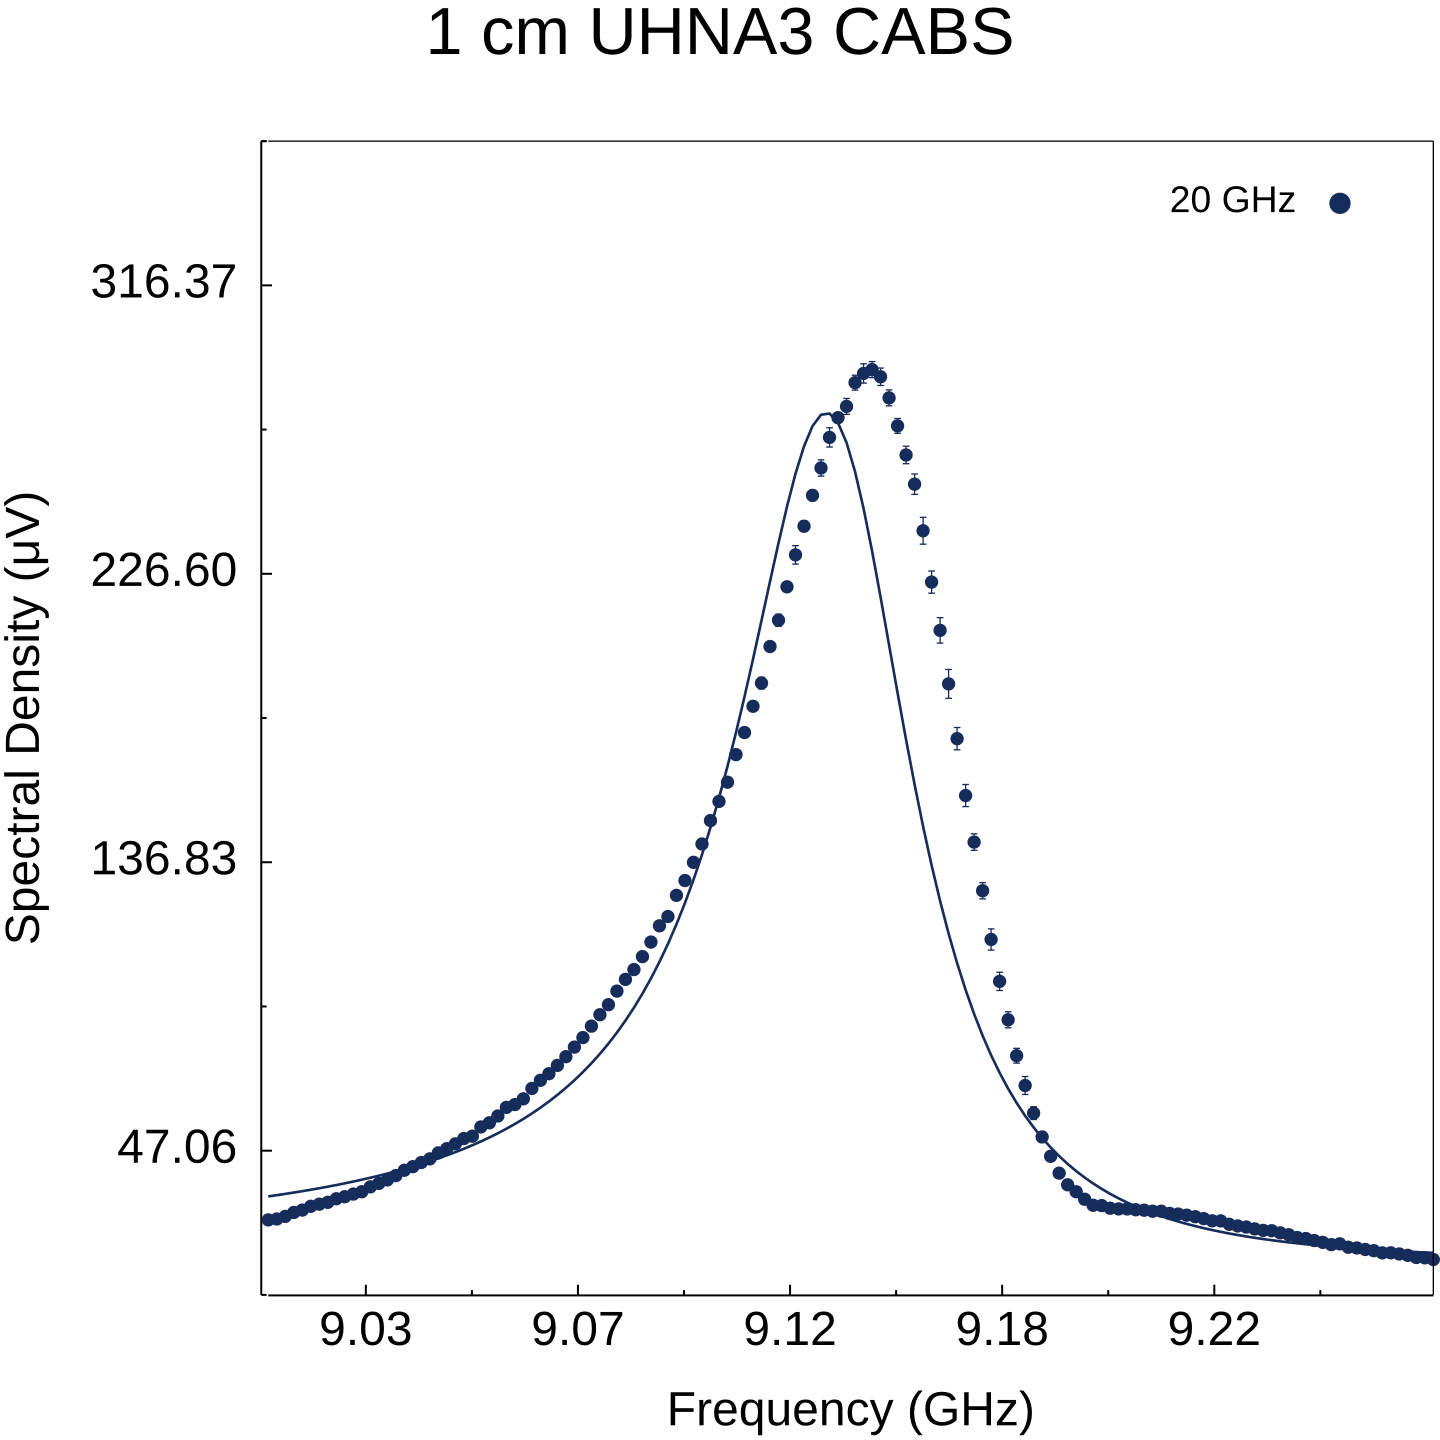 1 cm UHNA3 CABS
20 GHz
Spectral Density (μV)
316.37
226.60
136.83
47.06
9.03 9.07 9.12 9.18 9.22
Frequency (GHz)